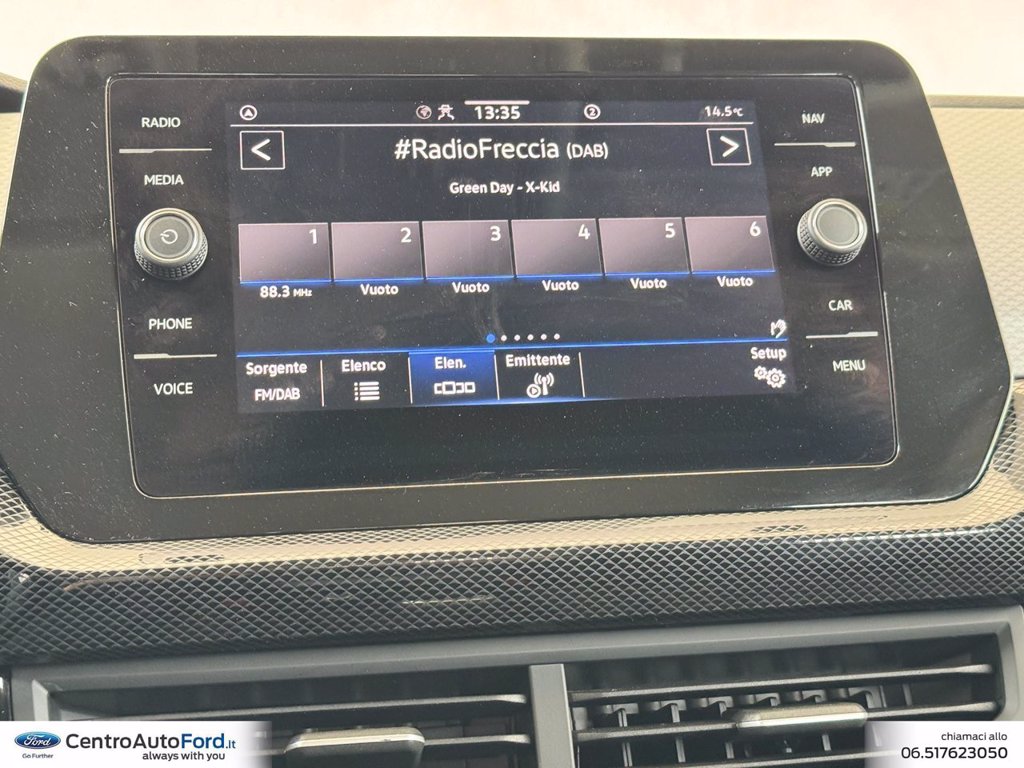 RADIO
MEDIA
PHONE
VOICE
NAV
APP
CAR
MENU
13:35
2
14.5°C
< #RadioFreccia (DAB) >
Green Day - X-Kid
1 2 3 4 5 6
88.3 MHz Vuoto Vuoto Vuoto Vuoto Vuoto
Sorgente Elenco Elen. Emittente Setup
FM/DAB
Ford
Go Further
CentroAutoFord.it
always with you
chiamaci allo
06.517623050